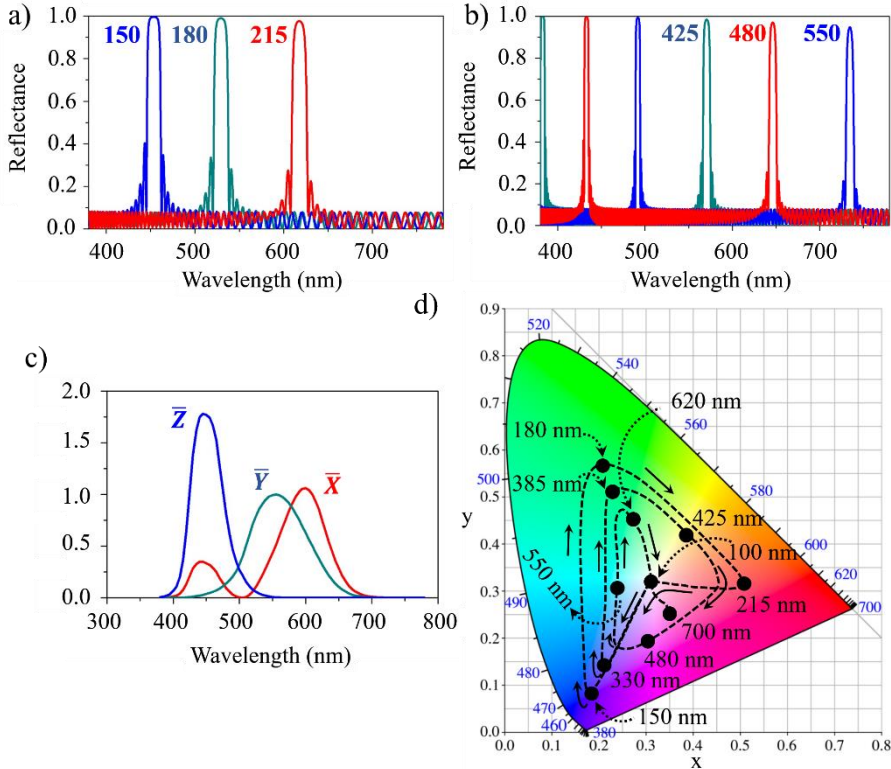 a)
150 180 215
1.0
0.8
0.6
0.4
0.2
0.0
Reflectance
400 500 600 700
Wavelength (nm)
b)
425 480 550
1.0
0.8
0.6
0.4
0.2
0.0
Reflectance
400 500 600 700
Wavelength (nm)
c)
Z̅
Y̅ X̅
2.0
1.5
1.0
0.5
0.0
300 400 500 600 700 800
Wavelength (nm)
d)
0.9
0.8
0.7
0.6
0.5
y
0.4
0.3
0.2
0.1
0.0
0.0 0.1 0.2 0.3 0.4 0.5 0.6 0.7 0.8
x
520
540
560
500
580
600
620
490
700
480
470
460
380
620 nm
180 nm
385 nm
425 nm
100 nm
550 nm
215 nm
700 nm
480 nm
330 nm
150 nm